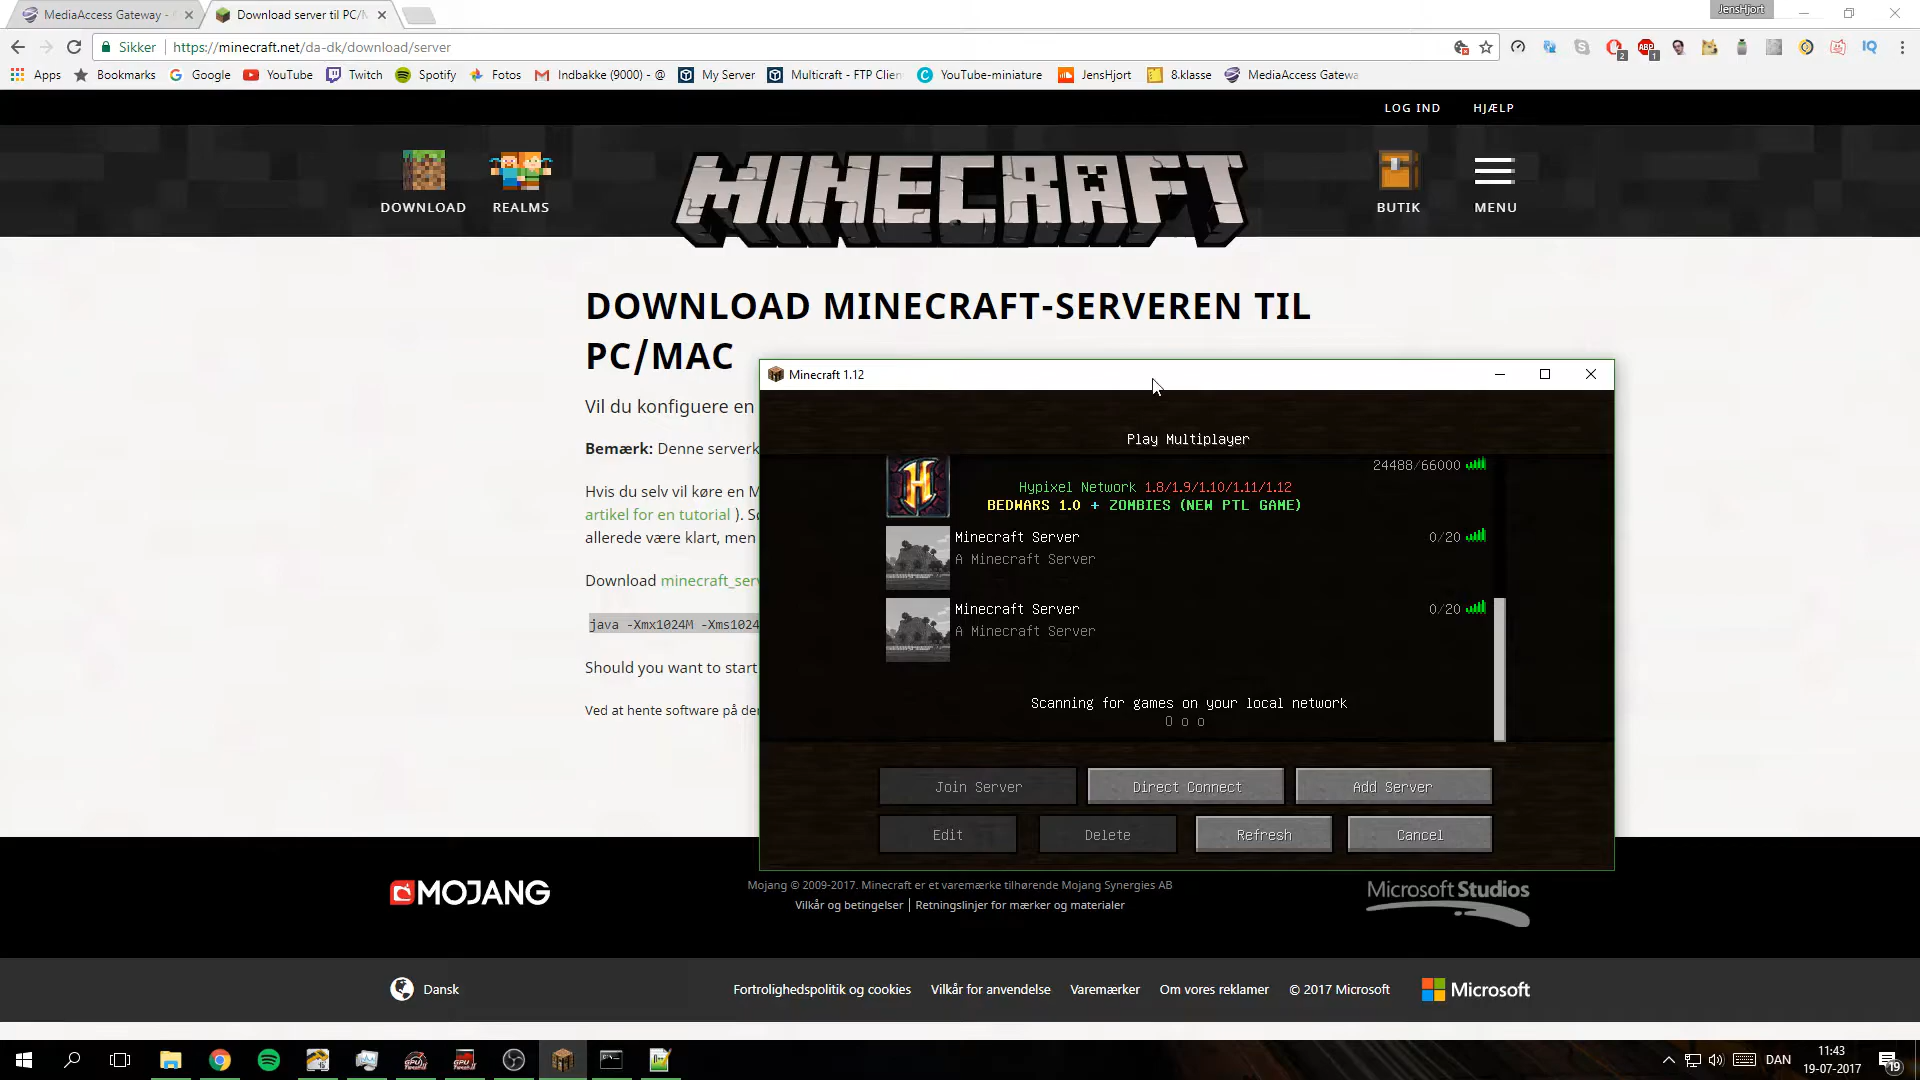 MediaAccess Gateway -
Download server til PC/M
JensHjort
Sikker
https://minecraft.net/da-dk/download/server
Apps
Bookmarks
Google
YouTube
Twitch
Spotify
Fotos
Indbakke (9000) - @
My Server
Multicraft - FTP Clien
YouTube-miniature
JensHjort
8.klasse
MediaAccess Gatewa
IQ
ABP
2
1
LOG IND
HJÆLP
DOWNLOAD
REALMS
MINECRAFT
BUTIK
MENU
DOWNLOAD MINECRAFT-SERVEREN TIL
PC/MAC
Vil du konfiguere en
Bemærk: Denne serverk
Hvis du selv vil køre en M
artikel for en tutorial ). Sø
allerede være klart, men
Download minecraft_serv
java -Xmx1024M -Xms1024
Should you want to start
Ved at hente software på der
Minecraft 1.12
Play Multiplayer
24488/66000
Hypixel Network 1.8/1.9/1.10/1.11/1.12
BEDWARS 1.0 + ZOMBIES (NEW PTL GAME)
Minecraft Server
0/20
A Minecraft Server
Minecraft Server
0/20
A Minecraft Server
Scanning for games on your local network
O o o
Join Server
Direct Connect
Add Server
Edit
Delete
Refresh
Cancel
MOJANG
Mojang © 2009-2017. Minecraft er et varemærke tilhørende Mojang Synergies AB
Vilkår og betingelser | Retningslinjer for mærker og materialer
Microsoft Studios
Dansk
Fortrolighedspolitik og cookies
Vilkår for anvendelse
Varemærker
Om vores reklamer
© 2017 Microsoft
Microsoft
DAN
11:43
19-07-2017
19